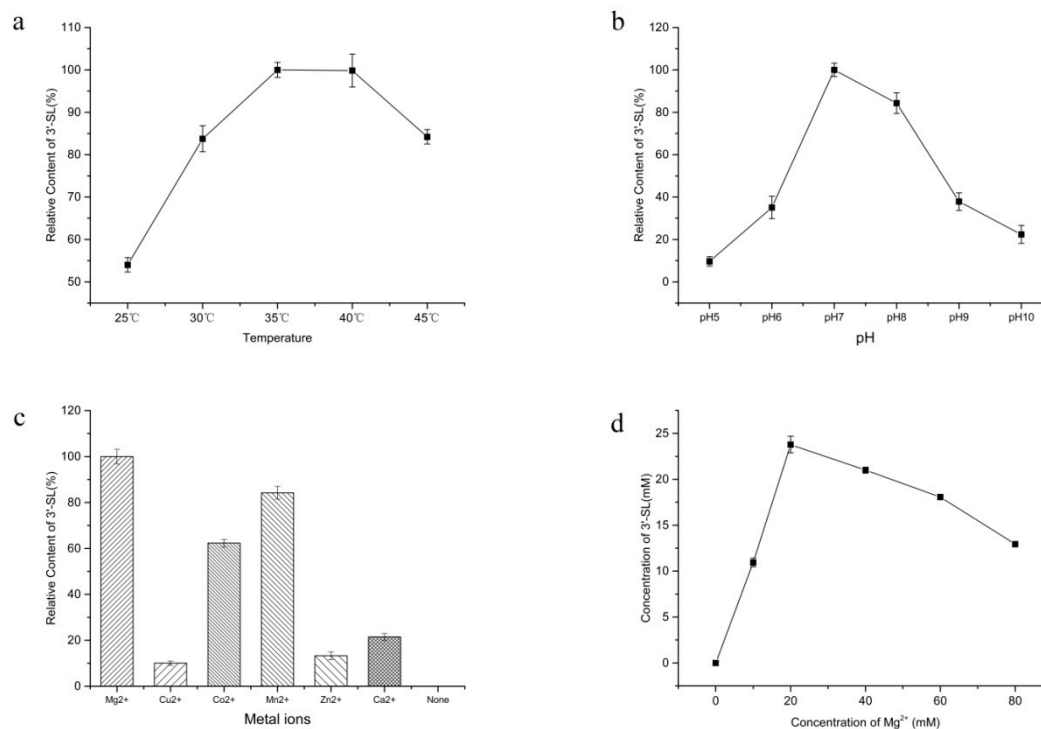 a
110
100
90
80
70
60
50
Relative Content of 3'-SL(%)
25℃ 30℃ 35℃ 40℃ 45℃
Temperature
b
120
100
80
60
40
20
0
Relative Content of 3'-SL(%)
pH5 pH6 pH7 pH8 pH9 pH10
pH
c
120
100
80
60
40
20
0
Relative Content of 3'-SL(%)
Mg2+ Cu2+ Co2+ Mn2+ Zn2+ Ca2+ None
Metal ions
d
25
20
15
10
5
0
Concentration of 3'-SL(mM)
0 20 40 60 80
Concentration of Mg²⁺ (mM)